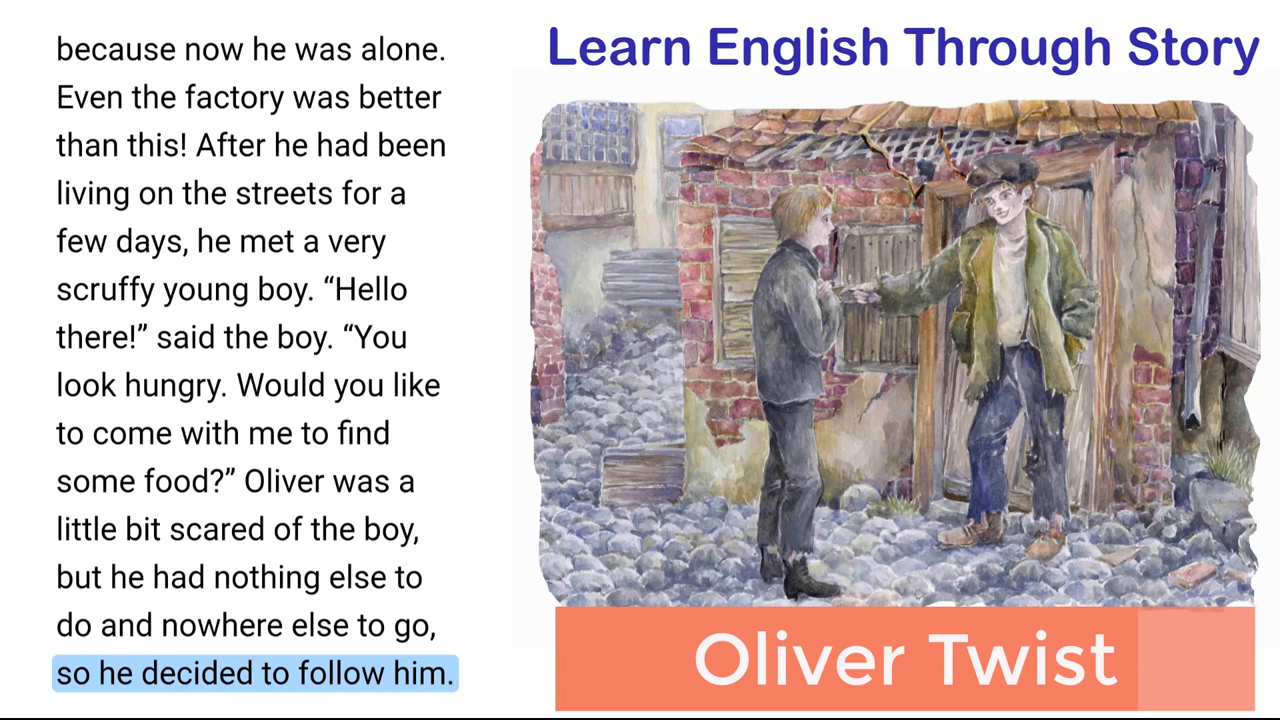 because now he was alone.
Even the factory was better
than this! After he had been
living on the streets for a
few days, he met a very
scruffy young boy. “Hello
there!” said the boy. “You
look hungry. Would you like
to come with me to find
some food?” Oliver was a
little bit scared of the boy,
but he had nothing else to
do and nowhere else to go,
so he decided to follow him.
Learn English Through Story
Oliver Twist